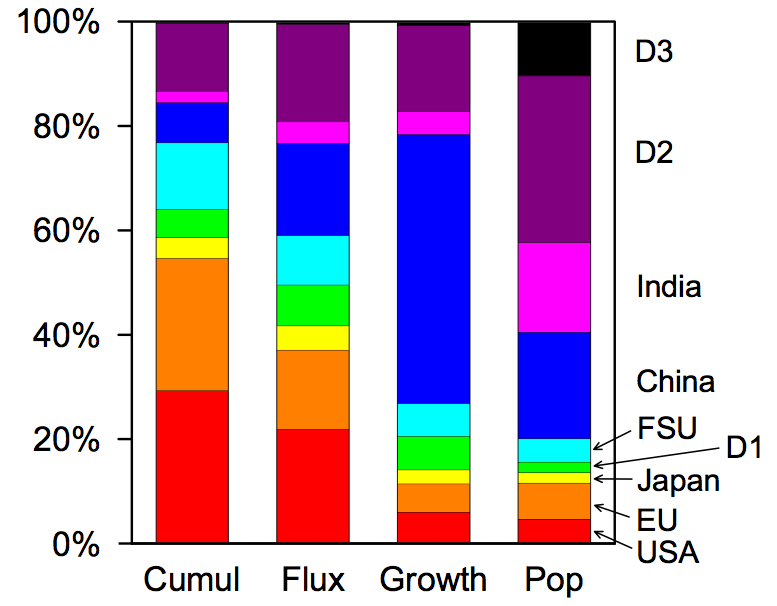 100%
80%
60%
40%
20%
0%
Cumul Flux Growth Pop
D3
D2
India
China
FSU
D1
Japan
EU
USA